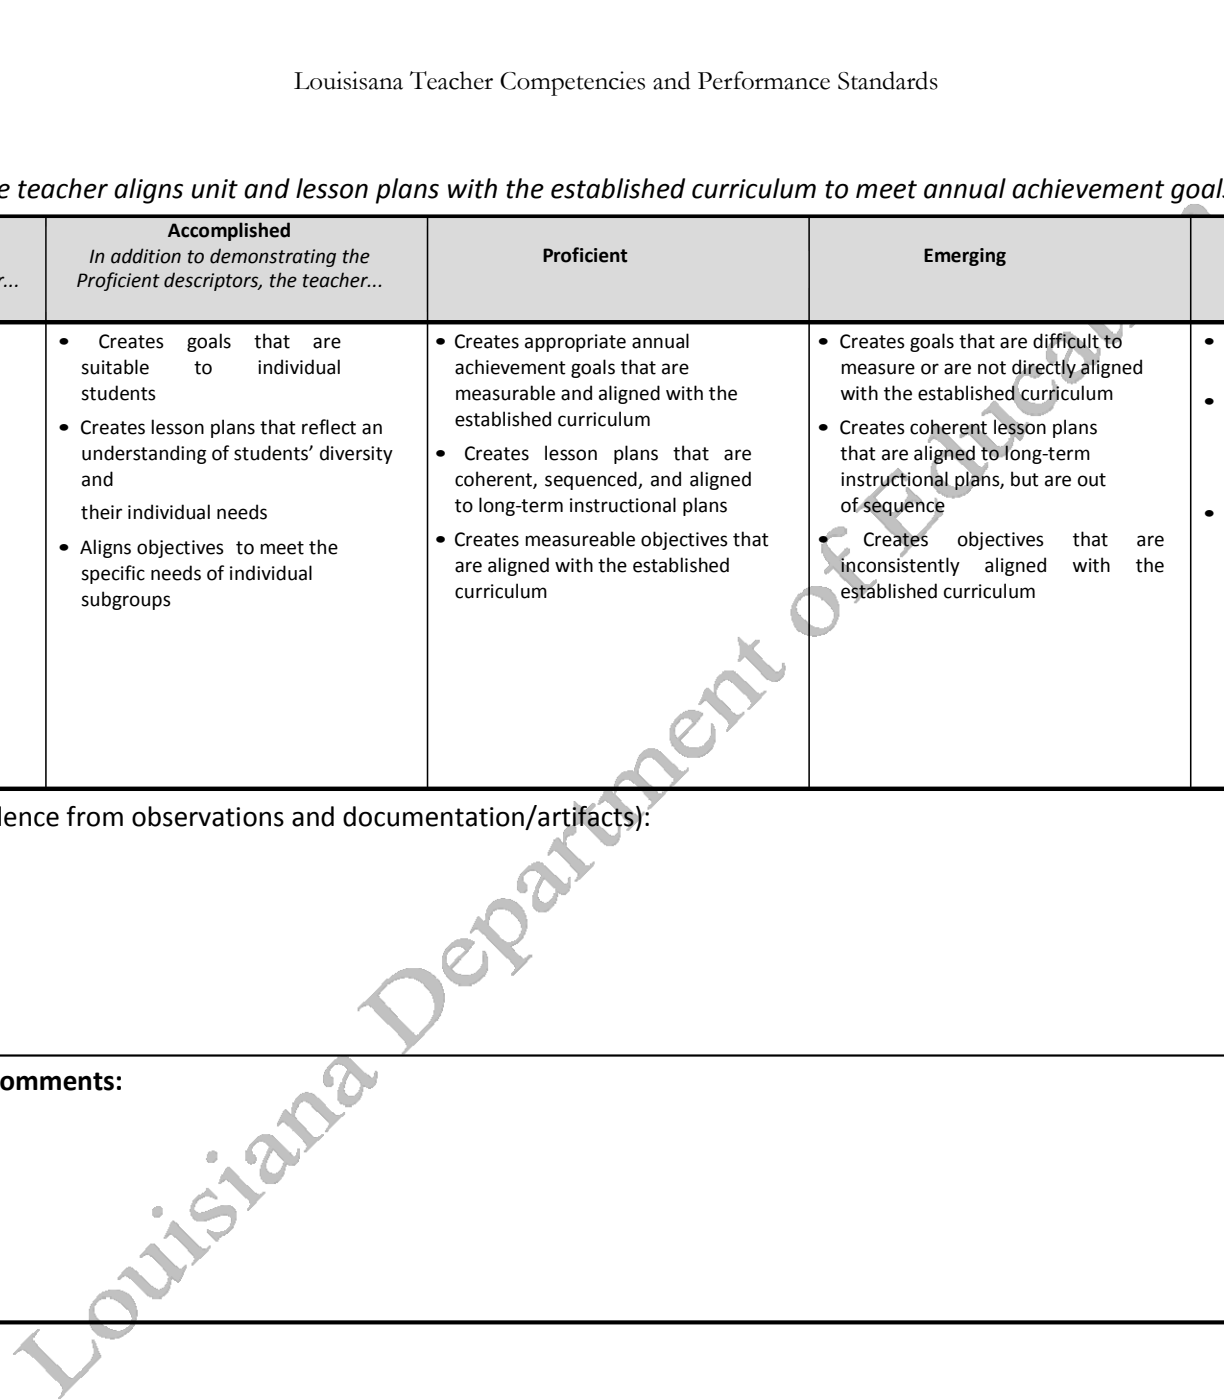 Louisisana Teacher Competencies and Performance Standards
e teacher aligns unit and lesson plans with the established curriculum to meet annual achievement goals
r...
Accomplished
In addition to demonstrating the
Proficient descriptors, the teacher...
Proficient
Emerging
• Creates goals that are
suitable to individual
students
• Creates lesson plans that reflect an
understanding of students’ diversity
and
their individual needs
• Aligns objectives to meet the
specific needs of individual
subgroups
• Creates appropriate annual
achievement goals that are
measurable and aligned with the
established curriculum
• Creates lesson plans that are
coherent, sequenced, and aligned
to long-term instructional plans
• Creates measureable objectives that
are aligned with the established
curriculum
• Creates goals that are difficult to
measure or are not directly aligned
with the established curriculum
• Creates coherent lesson plans
that are aligned to long-term
instructional plans, but are out
of sequence
• Creates objectives that are
inconsistently aligned with the
established curriculum
•
•
•
lence from observations and documentation/artifacts):
omments:
Louisiana Department of Educa